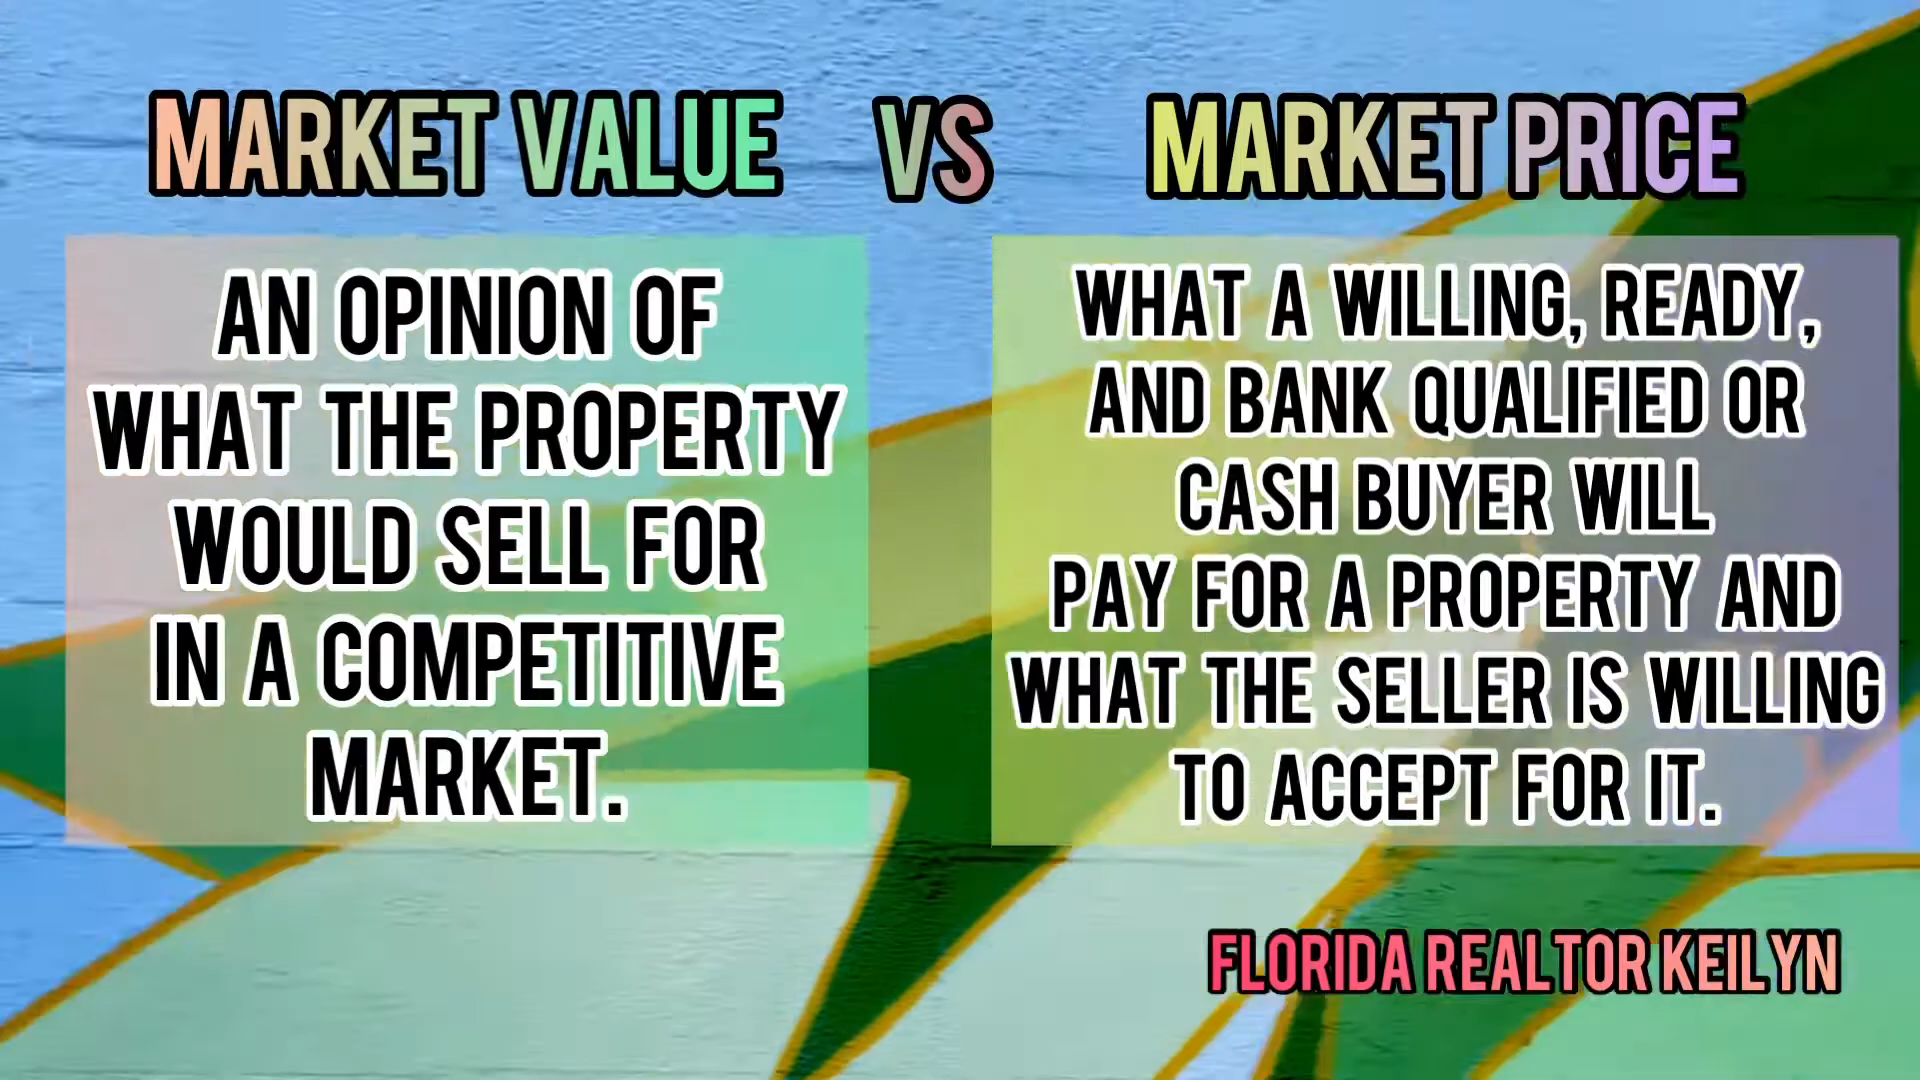 MARKET VALUE VS MARKET PRICE
AN OPINION OF
WHAT THE PROPERTY
WOULD SELL FOR
IN A COMPETITIVE
MARKET.
WHAT A WILLING, READY,
AND BANK QUALIFIED OR
CASH BUYER WILL
PAY FOR A PROPERTY AND
WHAT THE SELLER IS WILLING
TO ACCEPT FOR IT.
FLORIDA REALTOR KEILYN